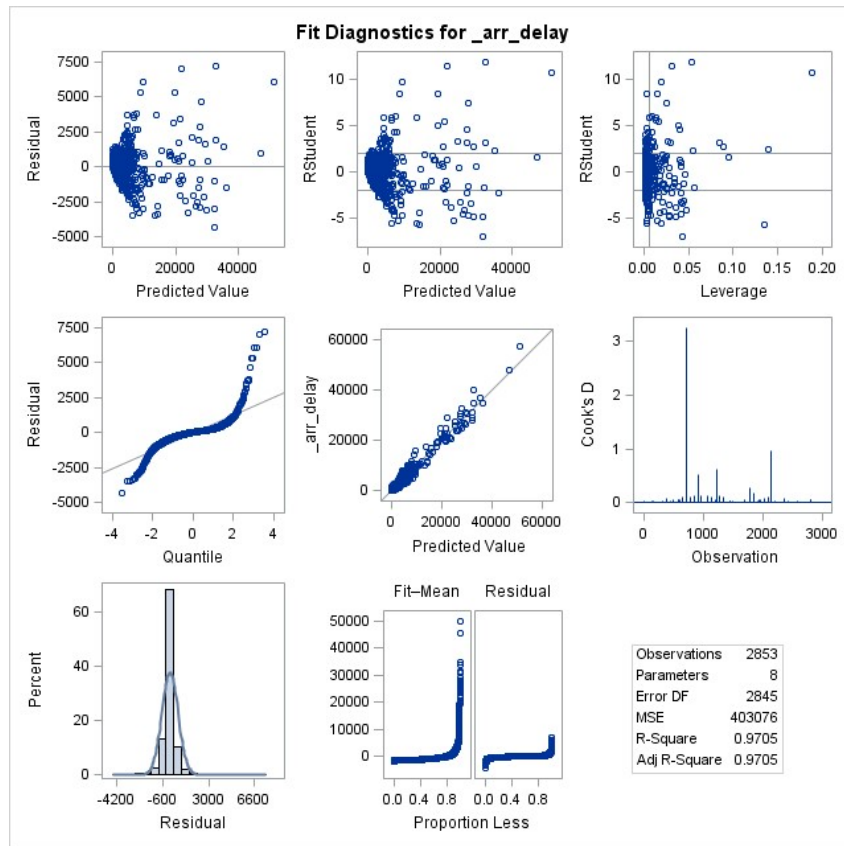 Fit Diagnostics for _arr_delay
7500
5000
2500
0
-2500
-5000
Residual
0 20000 40000
Predicted Value
10
5
0
-5
RStudent
0 20000 40000
Predicted Value
10
5
0
-5
RStudent
0.00 0.05 0.10 0.15 0.20
Leverage
7500
5000
2500
0
-2500
-5000
Residual
-4 -2 0 2 4
Quantile
60000
40000
20000
0
_arr_delay
0 20000 40000 60000
Predicted Value
3
2
1
0
Cook's D
0 1000 2000 3000
Observation
60
40
20
0
Percent
-4200 -600 3000 6600
Residual
Fit–Mean Residual
50000
40000
30000
20000
10000
0
0.0 0.4 0.8 0.0 0.4 0.8
Proportion Less
Observations 2853
Parameters 8
Error DF 2845
MSE 403076
R-Square 0.9705
Adj R-Square 0.9705